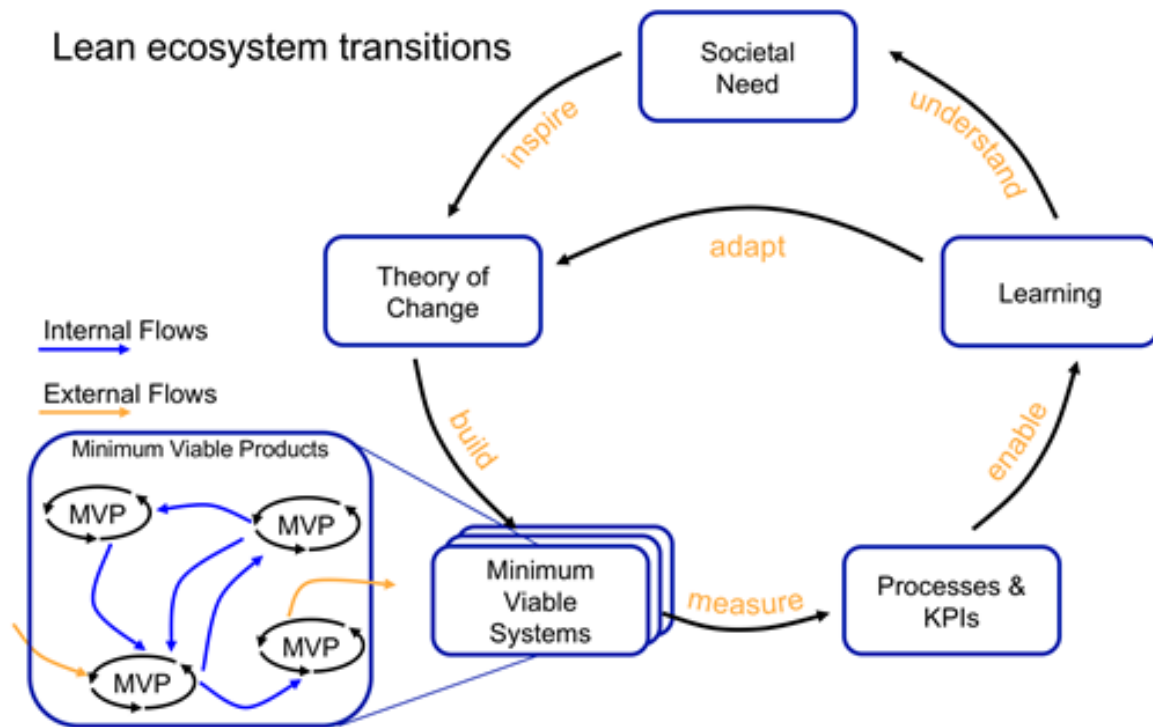 Lean ecosystem transitions
Societal
Need
inspire
understand
adapt
Theory of
Change
Learning
Internal Flows
External Flows
build
enable
Minimum Viable Products
MVP
MVP
MVP
MVP
Minimum
Viable
Systems
measure
Processes &
KPIs